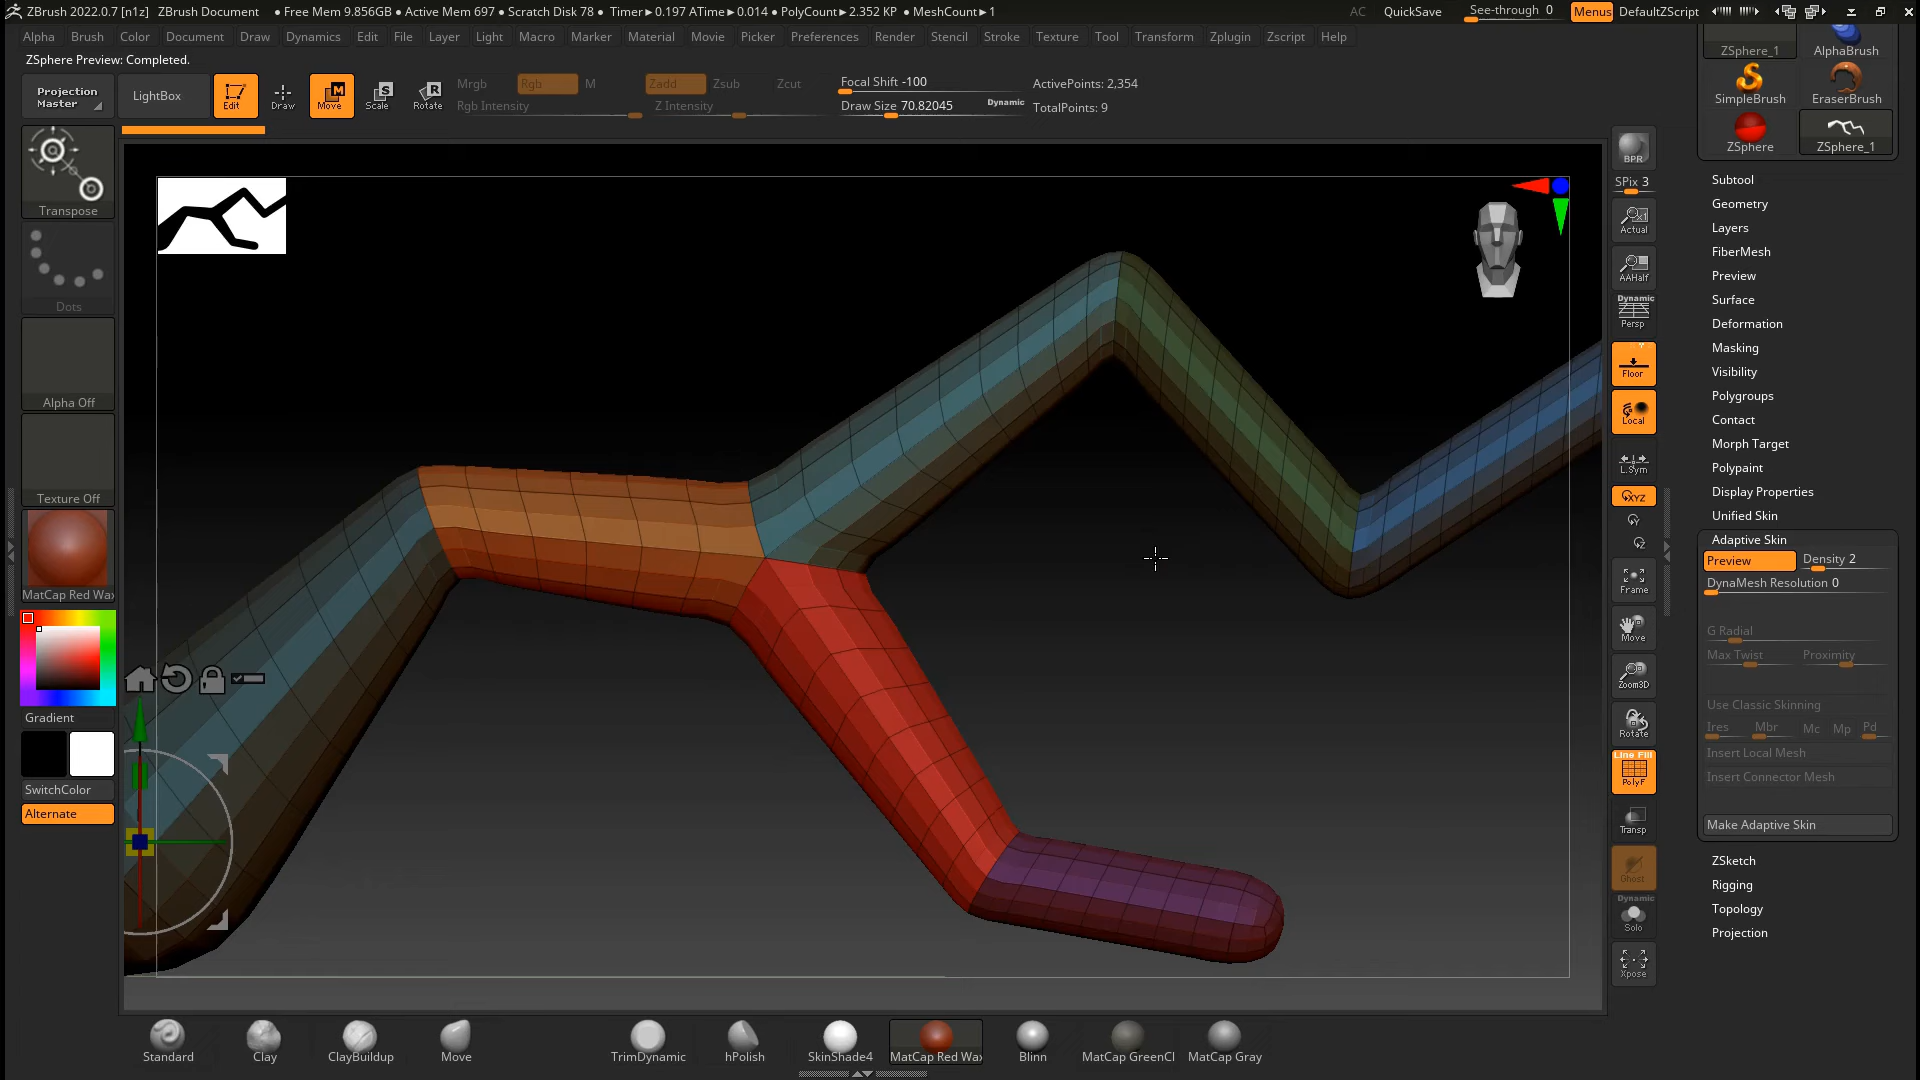 ZBrush 2022.0.7 [n1z] ZBrush Document • Free Mem 9.856GB • Active Mem 697 • Scratch Disk 78 • Timer►0.197 ATime►0.014 • PolyCount►2.352 KP • MeshCount►1 AC QuickSave See-through 0 Menus DefaultZScript
Alpha Brush Color Document Draw Dynamics Edit File Layer Light Macro Marker Material Movie Picker Preferences Render Stencil Stroke Texture Tool Transform Zplugin Zscript Help
ZSphere Preview: Completed.
Projection Master
LightBox
Edit
Draw
Move
Scale
Rotate
Mrgb Rgb M
Rgb Intensity
Zadd Zsub Zcut
Z Intensity
Focal Shift -100
Draw Size 70.82045 Dynamic
ActivePoints: 2,354
TotalPoints: 9
Transpose
Dots
Alpha Off
Texture Off
MatCap Red Wax
Gradient
SwitchColor
Alternate
BPR
SPix 3
Actual
AAHalf
Dynamic
Persp
Floor
Local
L.Sym
XYZ
Y
Z
Frame
Move
Zoom3D
Rotate
Line Fill
PolyF
Transp
Ghost
Dynamic
Solo
Xpose
ZSphere_1 AlphaBrush
SimpleBrush EraserBrush
ZSphere ZSphere_1
Subtool
Geometry
Layers
FiberMesh
Preview
Surface
Deformation
Masking
Visibility
Polygroups
Contact
Morph Target
Polypaint
Display Properties
Unified Skin
Adaptive Skin
Preview Density 2
DynaMesh Resolution 0
G Radial
Max Twist Proximity
Use Classic Skinning
Ires Mbr Mc Mp Pd
Insert Local Mesh
Insert Connector Mesh
Make Adaptive Skin
ZSketch
Rigging
Topology
Projection
Standard Clay ClayBuildup Move TrimDynamic hPolish SkinShade4 MatCap Red Wax Blinn MatCap GreenCl MatCap Gray